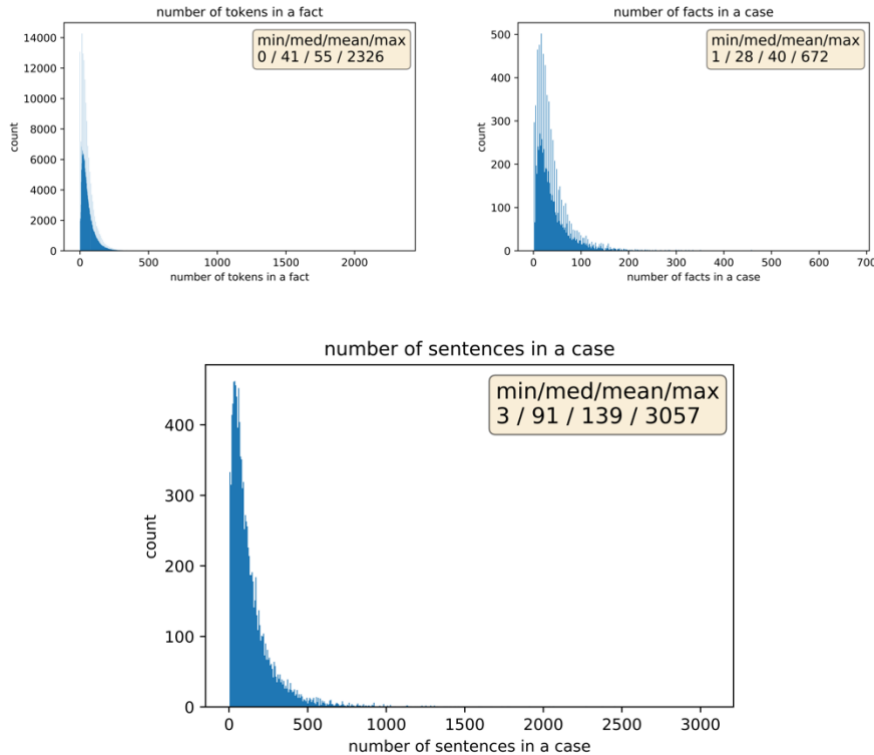 number of tokens in a fact
min/med/mean/max
0 / 41 / 55 / 2326
14000
12000
10000
8000
6000
4000
2000
0
count
0 500 1000 1500 2000
number of tokens in a fact
number of facts in a case
min/med/mean/max
1 / 28 / 40 / 672
500
400
300
200
100
0
count
0 100 200 300 400 500 600 700
number of facts in a case
number of sentences in a case
min/med/mean/max
3 / 91 / 139 / 3057
400
300
200
100
0
count
0 500 1000 1500 2000 2500 3000
number of sentences in a case